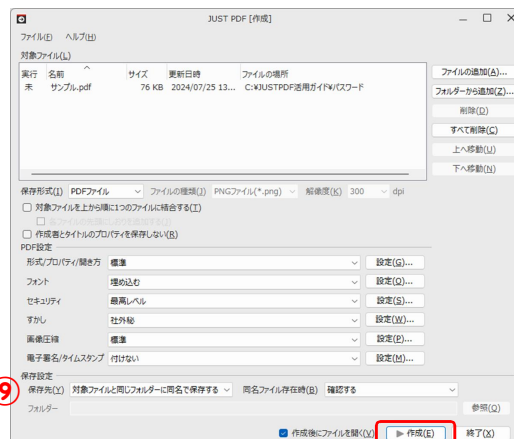 JUST PDF [作成]
ファイル(F) ヘルプ(H)
対象ファイル(L)
実行 名前 サイズ 更新日時 ファイルの場所
未 サンプル.pdf 76 KB 2024/07/25 13... C:¥JUSTPDF活用ガイド¥パスワード
ファイルの追加(A)...
フォルダーから追加(Z)...
削除(D)
すべて削除(C)
上へ移動(U)
下へ移動(N)
保存形式(I) PDFファイル ファイルの種類(J) PNGファイル(*.png) 解像度(K) 300 dpi
対象ファイルを上から順に1つのファイルに結合する(T)
作成者とタイトルのプロパティを保存しない(R)
PDF設定
形式/プロパティ/開き方 標準 設定(G)...
フォント 埋め込む 設定(O)...
セキュリティ 最高レベル 設定(S)...
すかし 社外秘 設定(W)...
画像圧縮 標準 設定(P)...
電子署名/タイムスタンプ 付けない 設定(M)...
保存設定
⑨
保存先(Y) 対象ファイルと同じフォルダーに同名で保存する 同名ファイル存在時(B) 確認する
フォルダー 参照(Q)
作成後にファイルを開く(V) ▶ 作成(E) 終了(X)